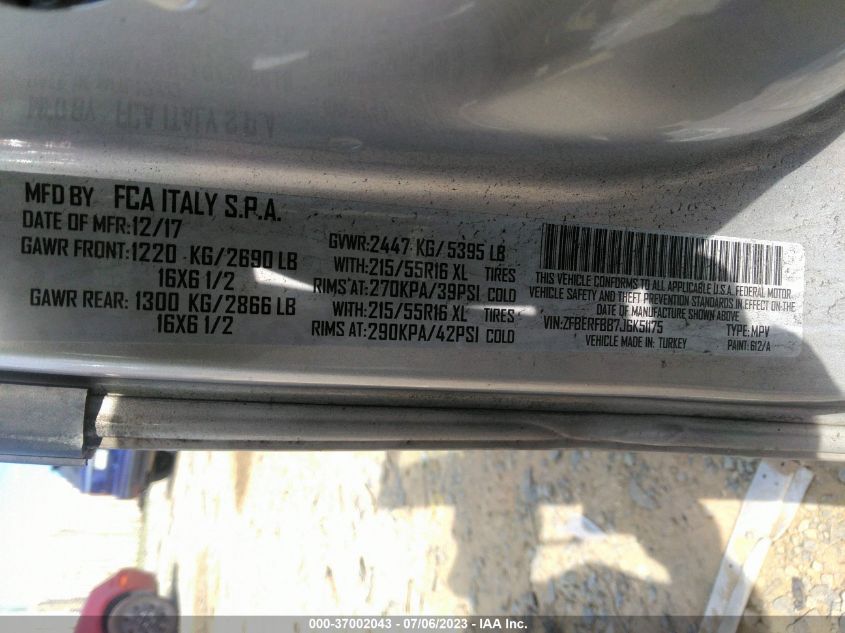 MFD BY FCA ITALY S.P.A.
DATE OF MFR:12/17
GAWR FRONT:1220 KG/2690 LB
16X6 1/2
GAWR REAR: 1300 KG/2866 LB
16X6 1/2
GVWR:2447 KG/5395 LB
WITH:215/55R16 XL TIRES
RIMS AT:270KPA/39PSI COLD
WITH:215/55R16 XL TIRES
RIMS AT:290KPA/42PSI COLD
THIS VEHICLE CONFORMS TO ALL APPLICABLE U.S.A. FEDERAL MOTOR
VEHICLE SAFETY AND THEFT PREVENTION STANDARDS IN EFFECT ON THE
DATE OF MANUFACTURE SHOWN ABOVE
VIN:ZFBERFBB7J6K51175 TYPE: MPV
VEHICLE MADE IN: TURKEY PAINT: 612/A
000-37002043 - 07/06/2023 - IAA Inc.